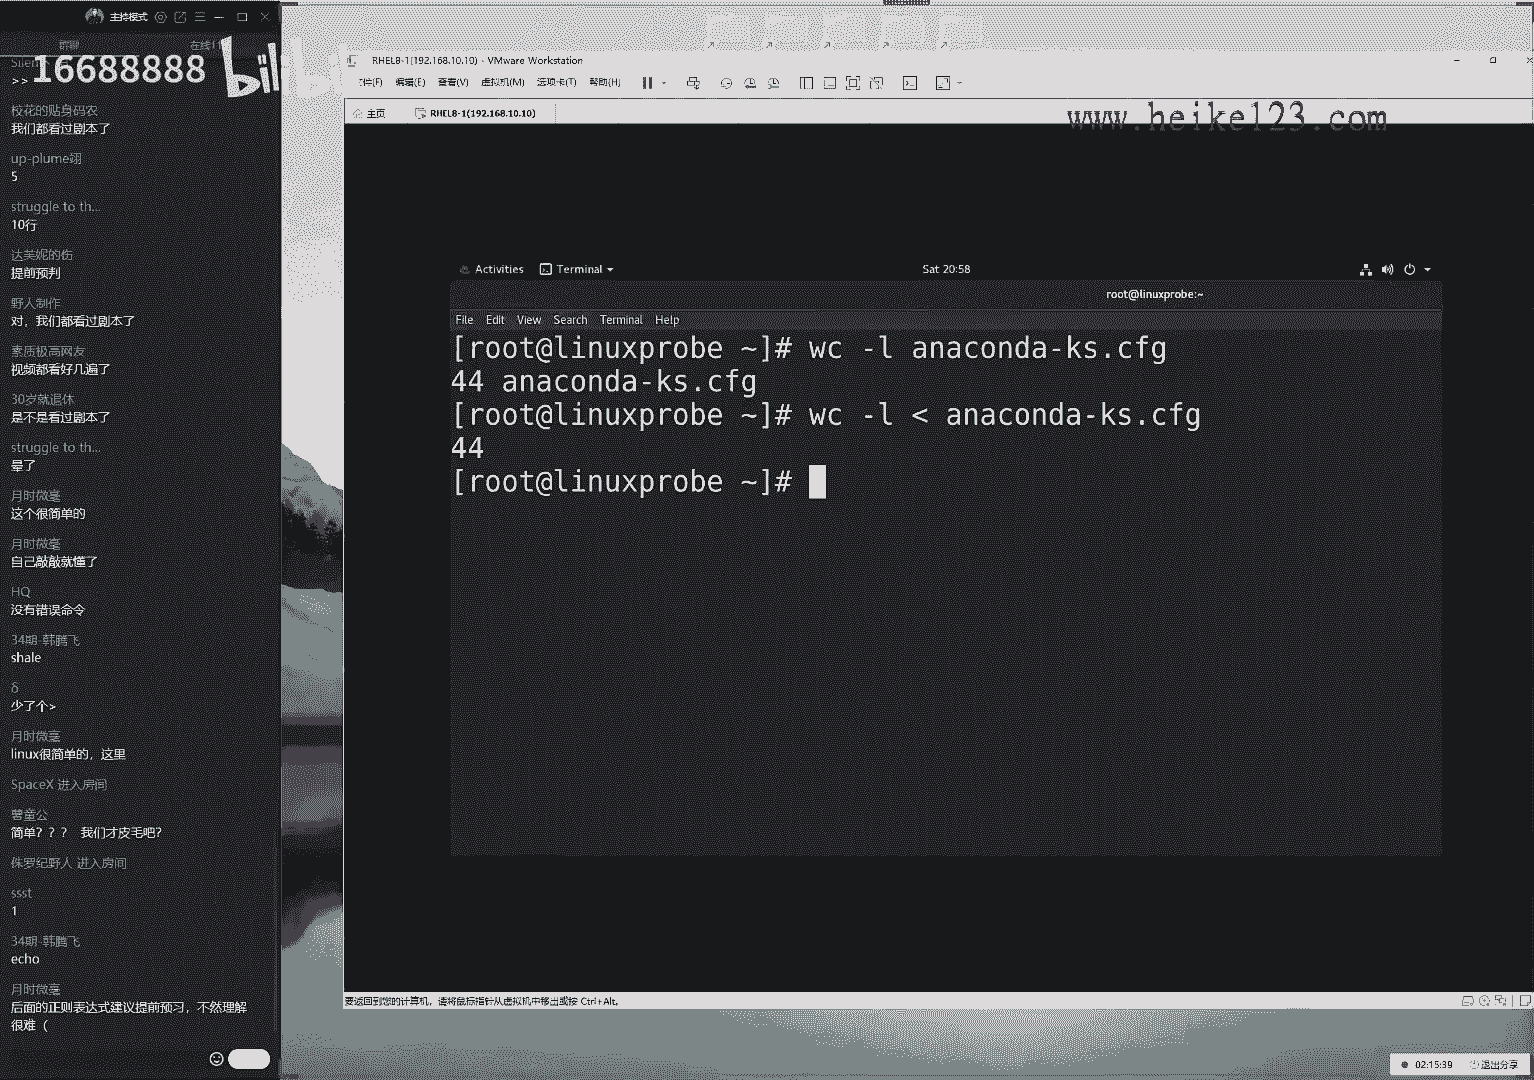 主持模式
群聊
>> 16688888
bil
校花的贴身码农
我们都看过剧本了
up-plume翊
5
struggle to th...
10行
达芙妮的伤
提前预判
野人制作
对，我们都看过剧本了
素质极高网友
视频都看好几遍了
30岁就退休
是不是看过剧本了
struggle to th...
晕了
月时微毫
这个很简单的
月时微毫
自己敲敲就懂了
HQ
没有错误命令
34期-韩腾飞
shale
δ
少了个>
月时微毫
linux很简单的，这里
SpaceX 进入房间
薯童公
简单？？？ 我们才皮毛吧？
侏罗纪野人 进入房间
ssst
1
34期-韩腾飞
echo
月时微毫
后面的正则表达式建议提前预习，不然理解
很难（
RHEL8-1(192.168.10.10) - VMware Workstation
编辑(E) 查看(V) 虚拟机(M) 选项卡(T) 帮助(H)
主页 RHEL8-1(192.168.10.10)
www.heike123.com
Activities Terminal Sat 20:58
root@linuxprobe:~
File Edit View Search Terminal Help
[root@linuxprobe ~]# wc -l anaconda-ks.cfg
44 anaconda-ks.cfg
[root@linuxprobe ~]# wc -l < anaconda-ks.cfg
44
[root@linuxprobe ~]#
要返回到您的计算机，请将鼠标指针从虚拟机中移出或按 Ctrl+Alt。
02:15:39 退出分享